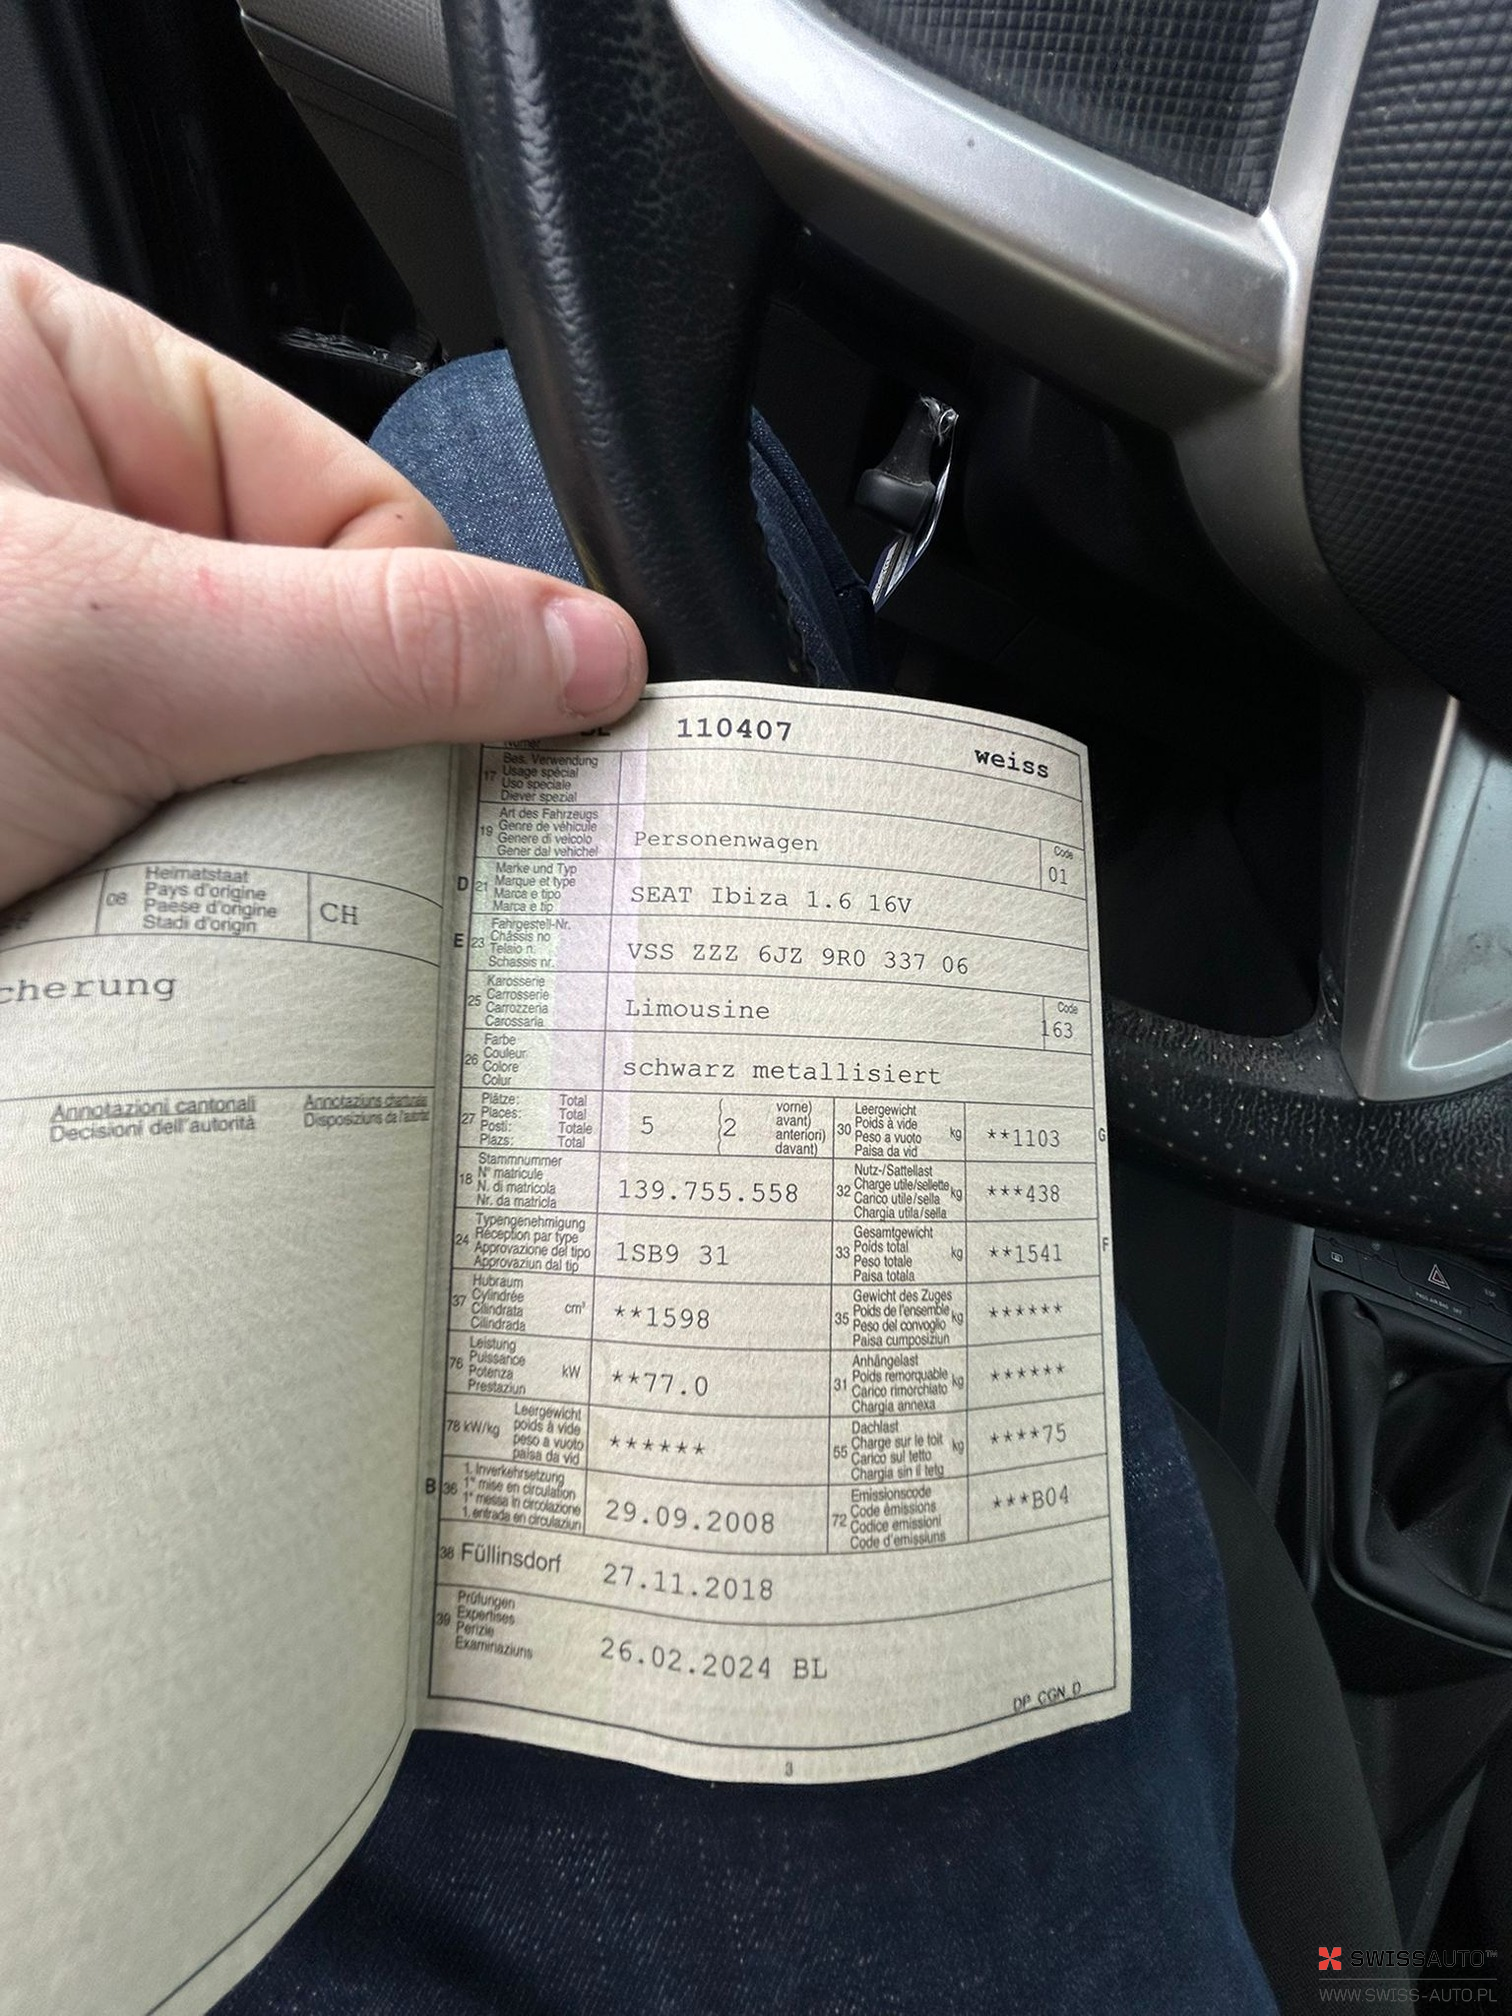 110407 weiss
17 Bes. Verwendung
Usage spécial
Uso speciale
Diever spezial
19 Art des Fahrzeugs
Genre de véhicule
Genere di veicolo
Gener dal vehichel
Personenwagen
Code
01
D 21 Marke und Typ
Marque et type
Marca e tipo
Marca e tip
SEAT Ibiza 1.6 16V
E 23 Fahrgestell-Nr.
Châssis no
Telaio n.
Schassis nr.
VSS ZZZ 6JZ 9R0 337 06
25 Karosserie
Carrosserie
Carrozzeria
Carossaria
Limousine
Code
163
26 Farbe
Couleur
Colore
Colur
schwarz metallisiert
27 Plätze: Total
Places: Total
Posti: Totale
Plazs: Total
5 (2 vorne)
avant)
anteriori)
davant)
30 Leergewicht
Poids à vide
Peso a vuoto
Paisa da vid
kg **1103 G
18 Stammnummer
N° matricule
N. di matricola
Nr. da matricla
139.755.558
32 Nutz-/Sattellast
Charge utile/sellette
Carico utile/sella
Chargia utila/sella
kg ***438
24 Typengenehmigung
Réception par type
Approvazione del tipo
Approvaziun dal tip
1SB9 31
33 Gesamtgewicht
Poids total
Peso totale
Paisa totala
kg **1541 F
37 Hubraum
Cylindrée
Cilindrata
Cilindrada
cm³ **1598
35 Gewicht des Zuges
Poids de l'ensemble
Peso del convoglio
Paisa cumposiziun
kg ******
76 Leistung
Puissance
Potenza
Prestaziun
kW **77.0
31 Anhängelast
Poids remorquable
Carico rimorchiato
Chargia annexa
kg ******
78 kW/kg Leergewicht
poids à vide
peso a vuoto
paisa da vid
******
55 Dachlast
Charge sur le toit
Carico sul tetto
Chargia sin il tetg
kg ****75
B 36 1. Inverkehrsetzung
1re mise en circulation
1a messa in circolazione
1. entrada en circulaziun
29.09.2008
72 Emissionscode
Code émissions
Codice emissioni
Code d'emissiuns
***B04
38 Füllinsdorf 27.11.2018
39 Prüfungen
Expertises
Perizie
Examinaziuns
26.02.2024 BL
DP CGN D
3
08 Heimatstaat
Pays d'origine
Paese d'origine
Stadi d'origin
CH
cherung
Annotazioni cantonali
Decisioni dell'autorità
Annotaziuns chantunalas
Disposiziuns da l'autoritad
SWISSAUTO™
WWW.SWISS-AUTO.PL